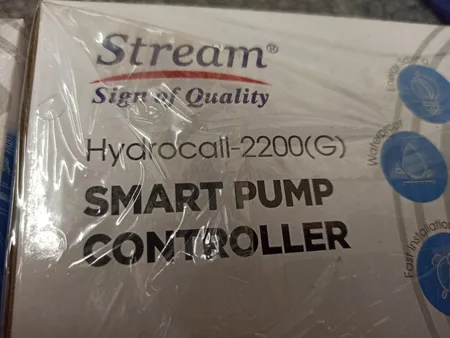 Stream®
Sign of Quality
Hydrocall-2200(G)
SMART PUMP
CONTROLLER
Waterproof
Fast Installation